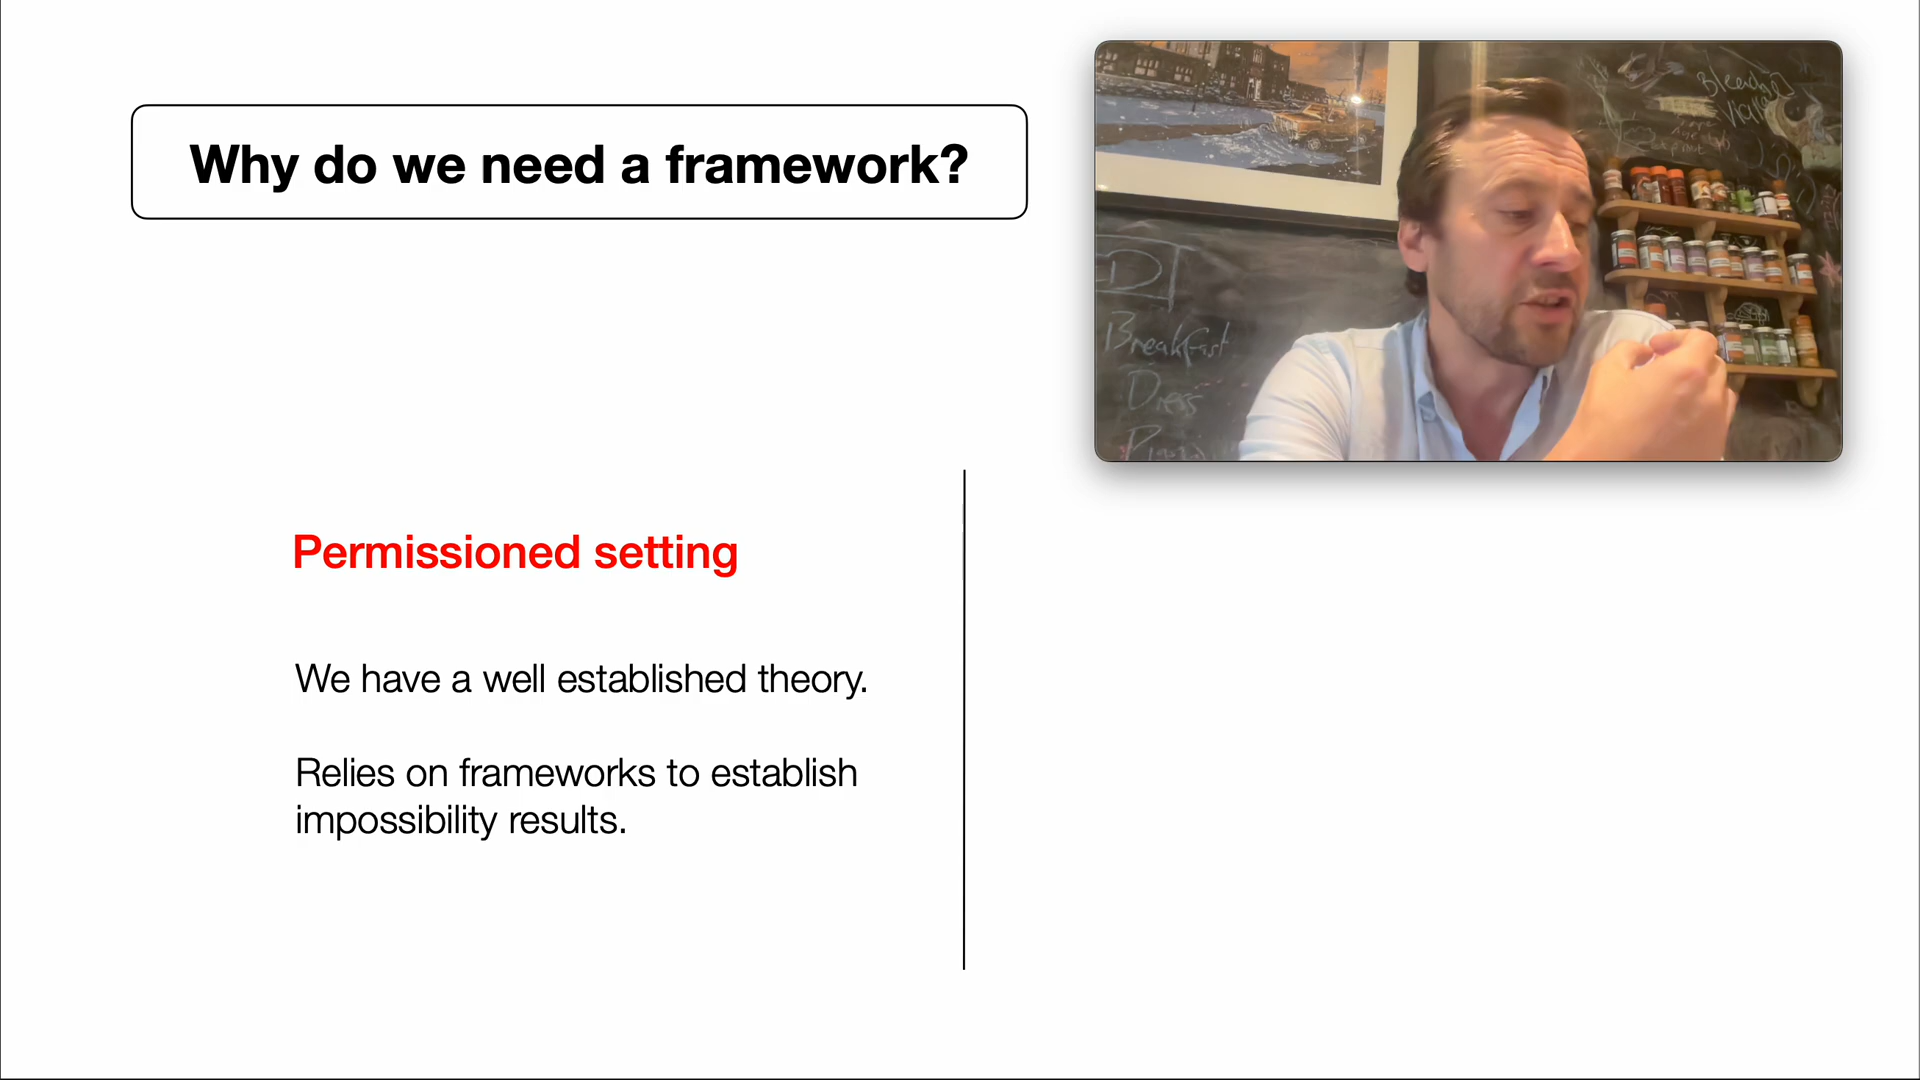 Why do we need a framework?
Breakfast
Dress
Permissioned setting
We have a well established theory.
Relies on frameworks to establish
impossibility results.